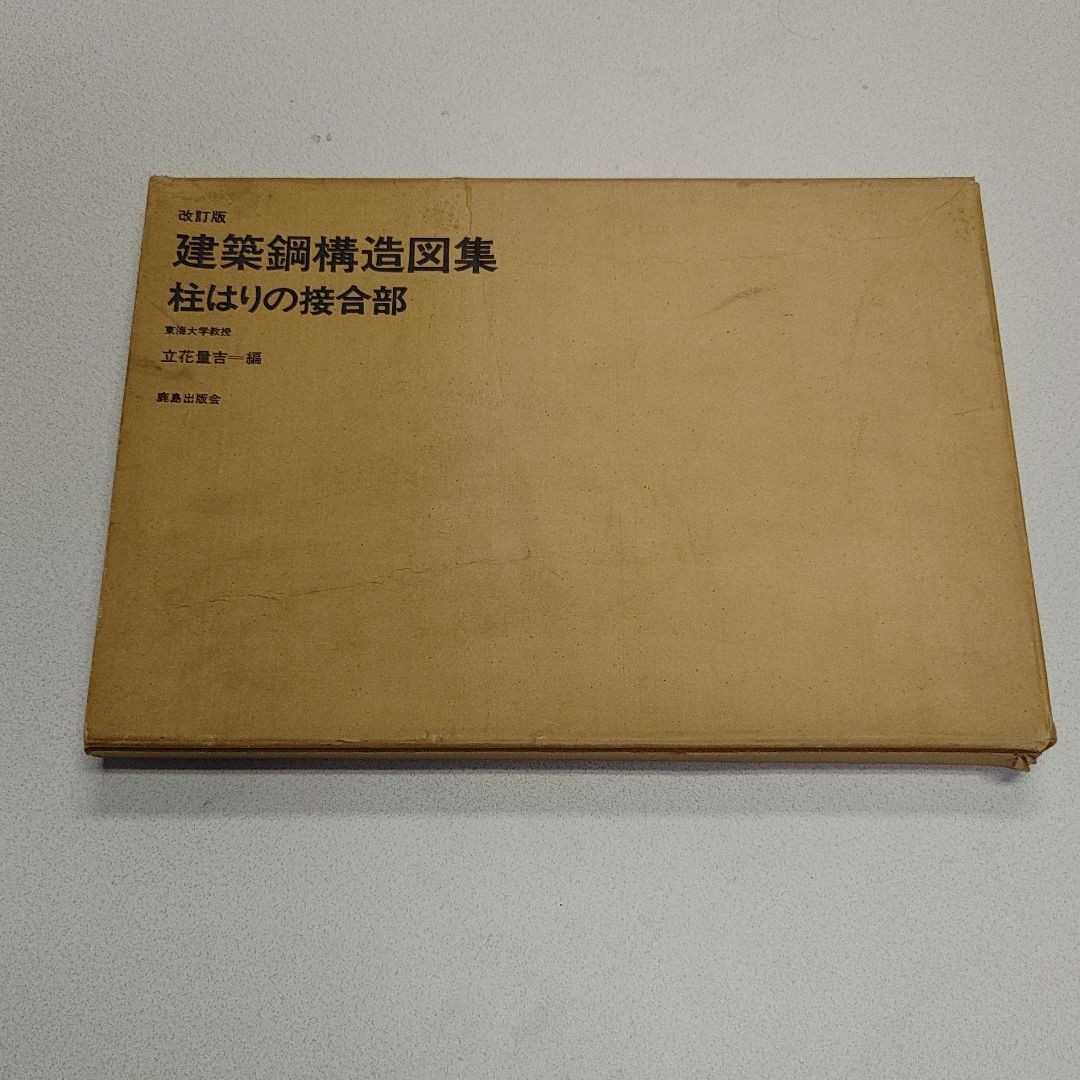 改訂版
建築鋼構造図集
柱はりの接合部
東海大学教授
立花量吉=編
鹿島出版会